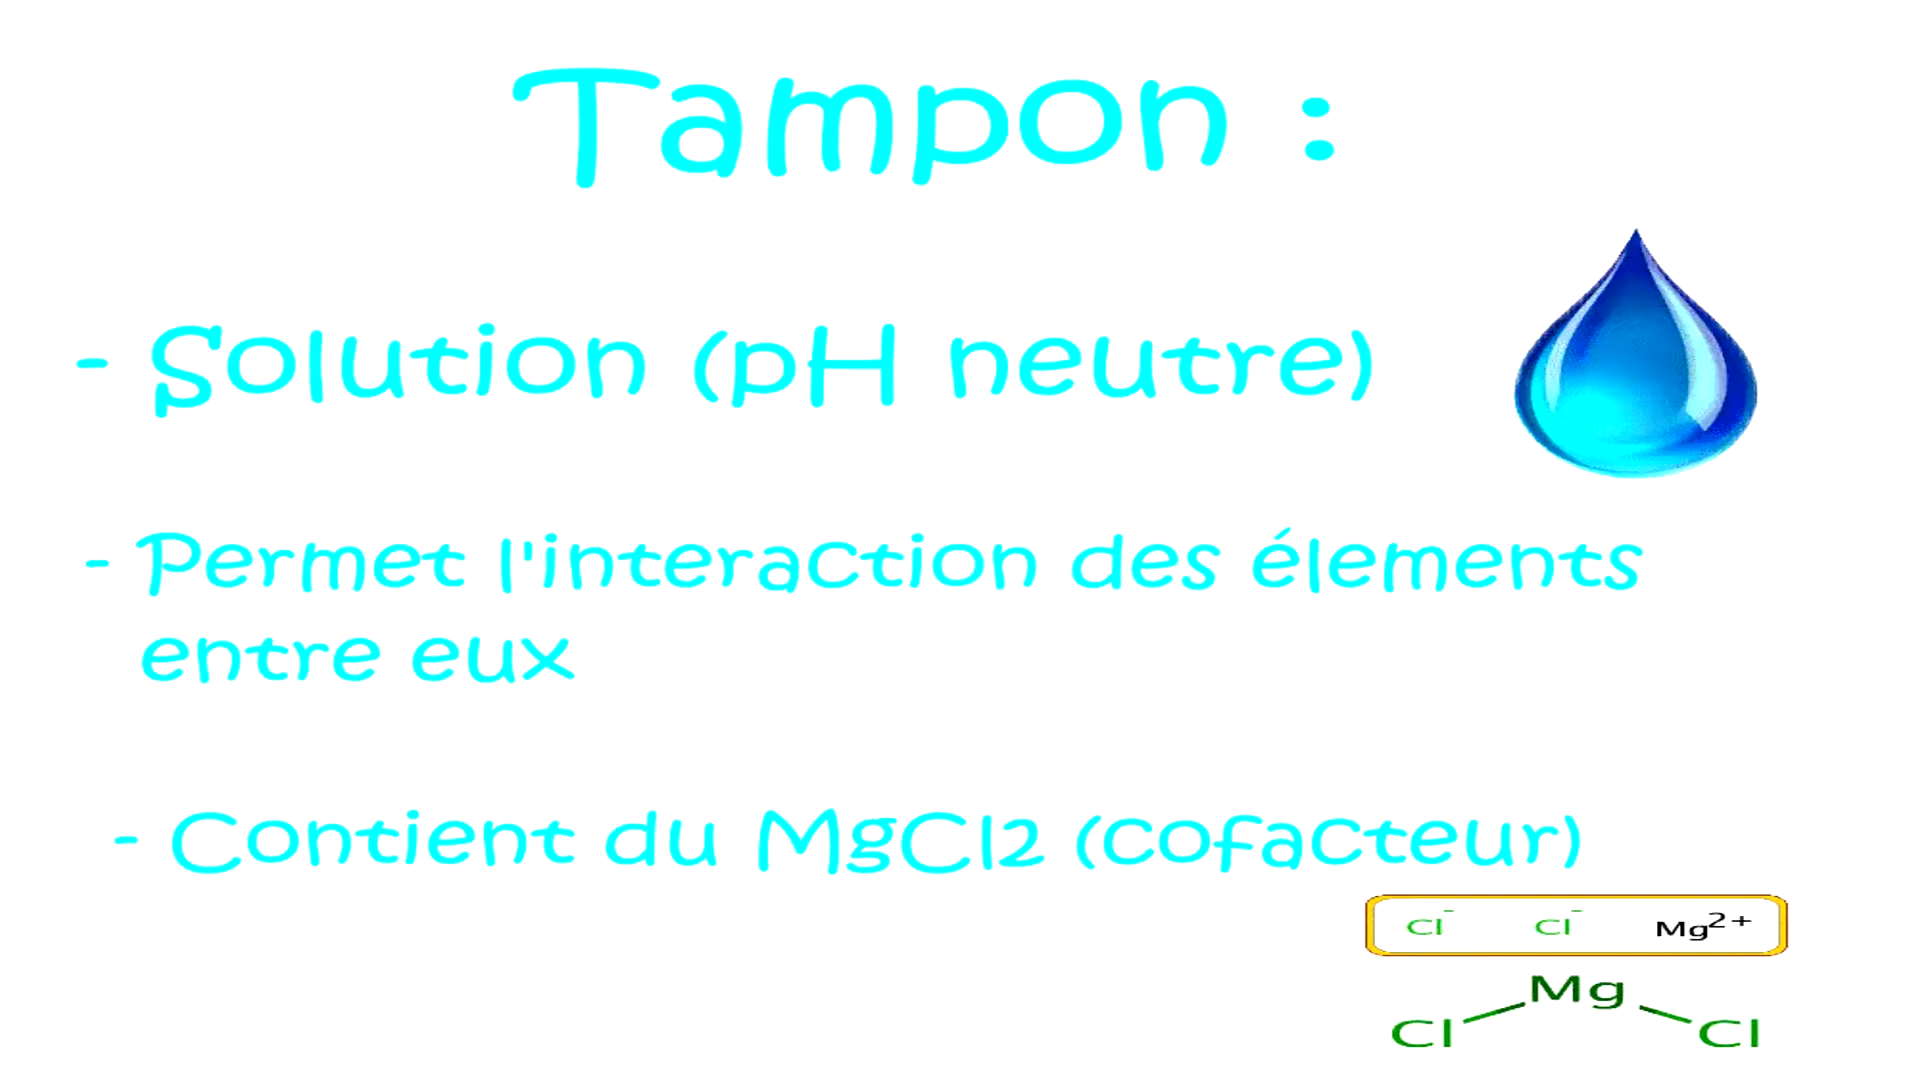 Tampon :
- Solution (pH neutre)
- Permet l'interaction des élements
entre eux
- Contient du MgCl2 (cofacteur)
Cl⁻ Cl⁻ Mg²⁺
Mg
Cl Cl